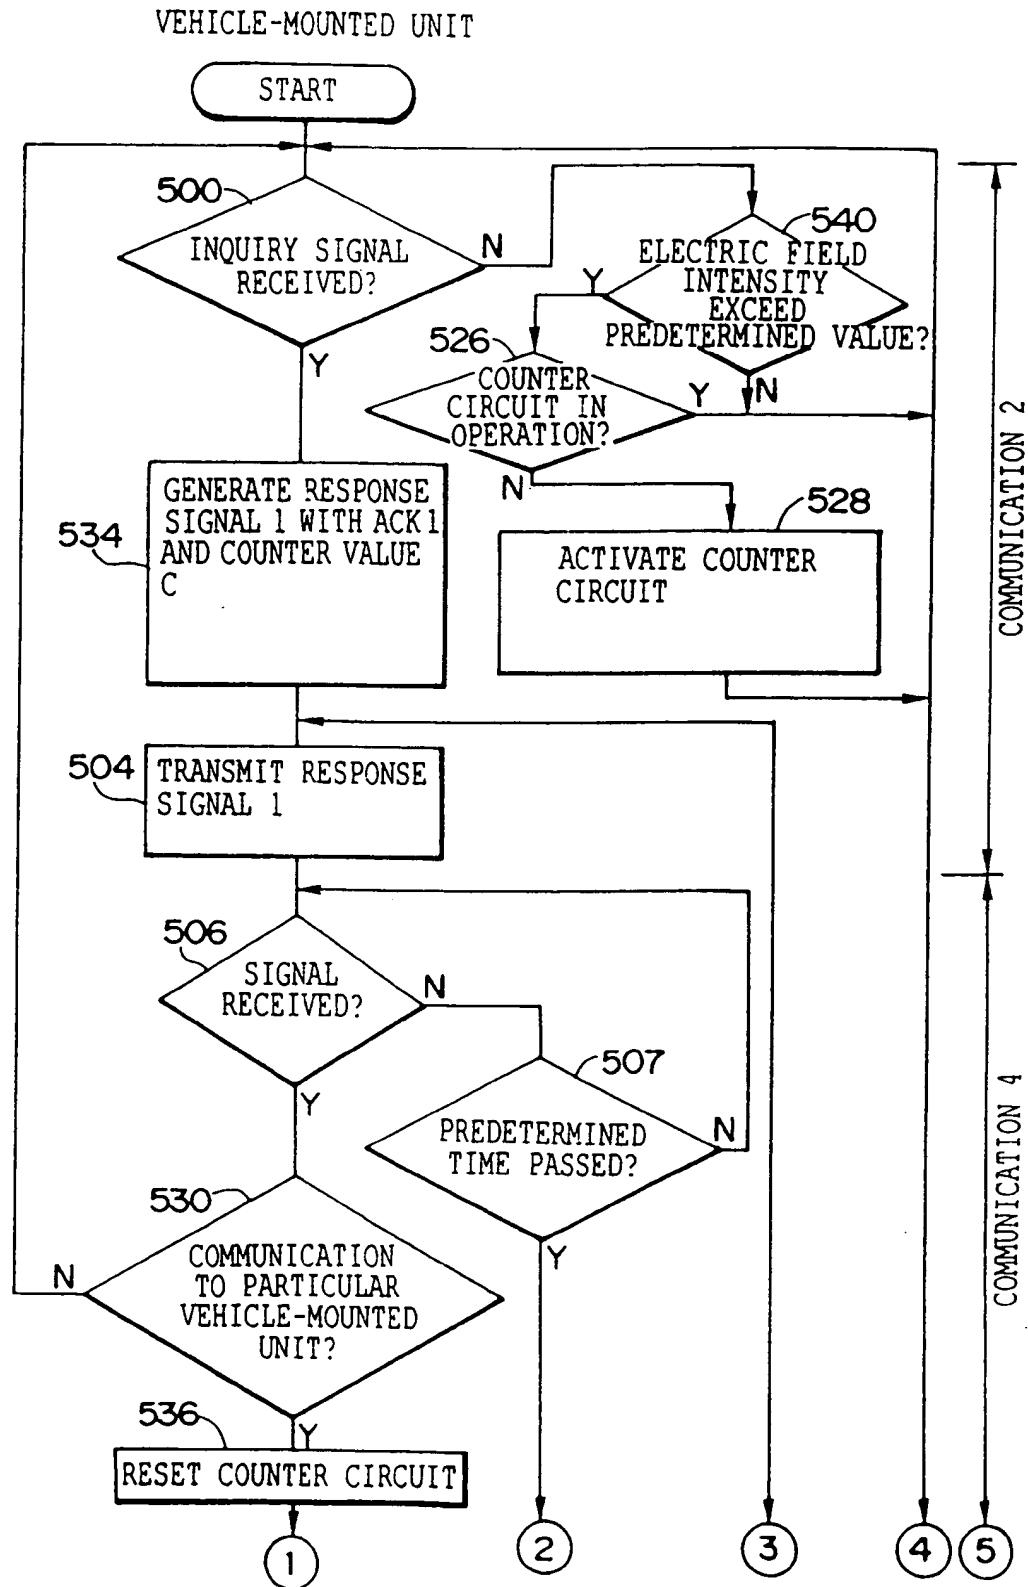 VEHICLE-MOUNTED UNIT
START
500
INQUIRY SIGNAL
RECEIVED?
N
Y
540
ELECTRIC FIELD
INTENSITY
EXCEED
PREDETERMINED VALUE?
Y
N
526
COUNTER
CIRCUIT IN
OPERATION?
Y
N
528
ACTIVATE COUNTER
CIRCUIT
534
GENERATE RESPONSE
SIGNAL 1 WITH ACK1
AND COUNTER VALUE
C
504
TRANSMIT RESPONSE
SIGNAL 1
COMMUNICATION 2
506
SIGNAL
RECEIVED?
N
Y
507
PREDETERMINED
TIME PASSED?
N
Y
530
COMMUNICATION
TO PARTICULAR
VEHICLE-MOUNTED
UNIT?
N
Y
536
RESET COUNTER CIRCUIT
COMMUNICATION 4
1
2
3
4
5